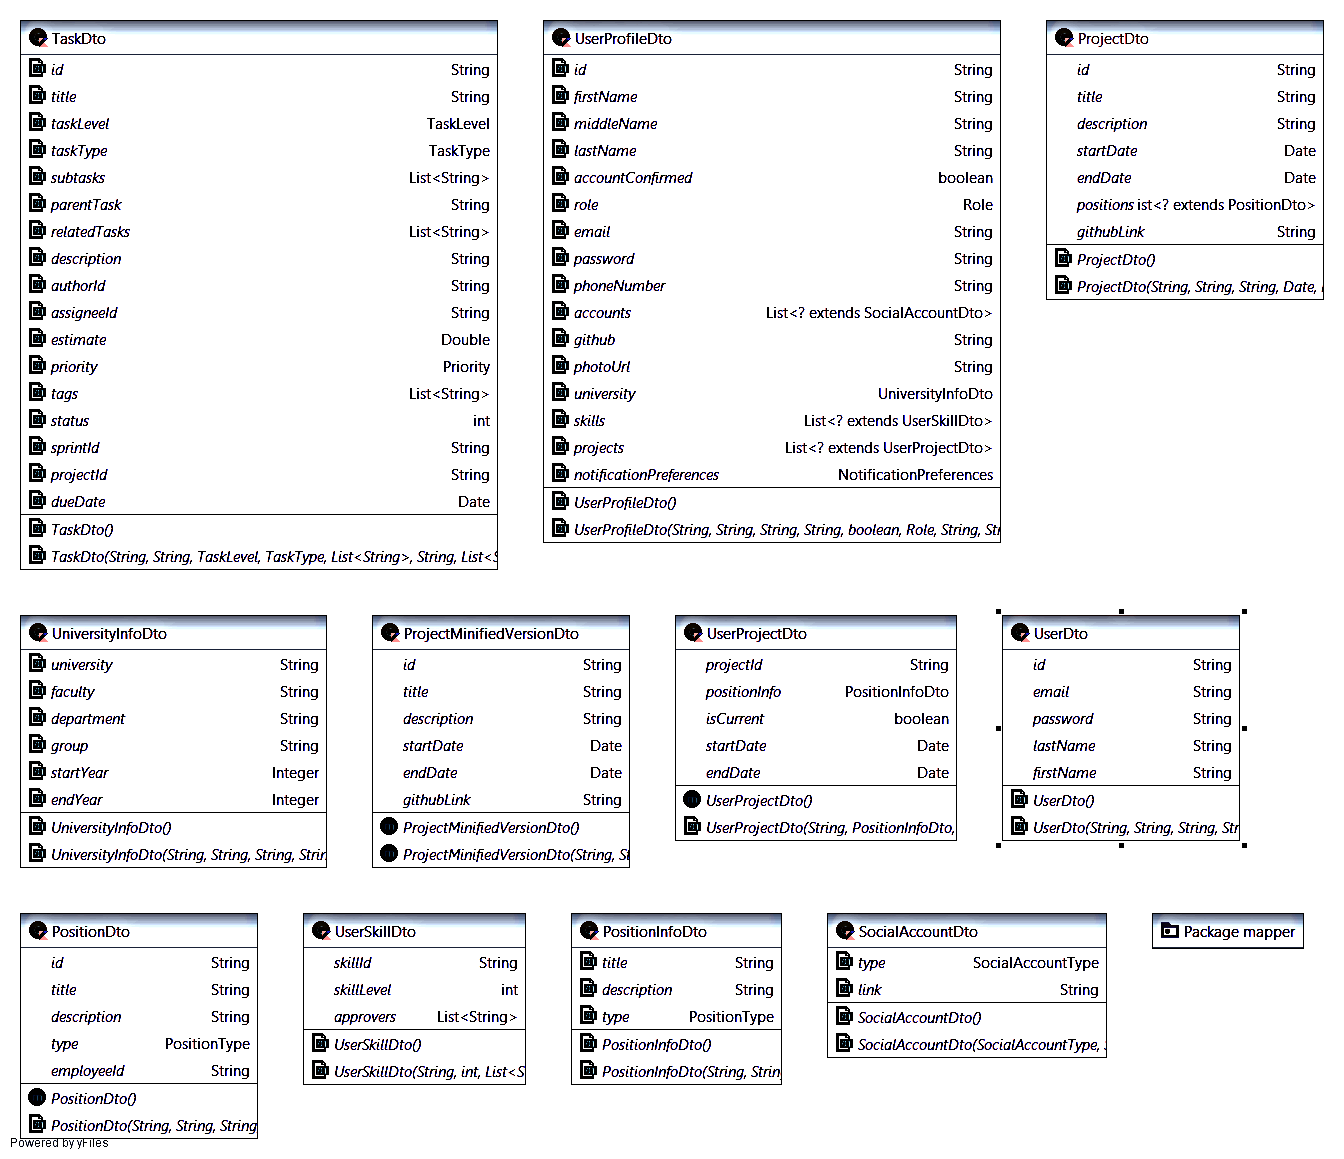 TaskDto
id String
title String
taskLevel TaskLevel
taskType TaskType
subtasks List<String>
parentTask String
relatedTasks List<String>
description String
authorId String
assigneeId String
estimate Double
priority Priority
tags List<String>
status int
sprintId String
projectId String
dueDate Date
TaskDto()
TaskDto(String, String, TaskLevel, TaskType, List<String>, String, List<S
UserProfileDto
id String
firstName String
middleName String
lastName String
accountConfirmed boolean
role Role
email String
password String
phoneNumber String
accounts List<? extends SocialAccountDto>
github String
photoUrl String
university UniversityInfoDto
skills List<? extends UserSkillDto>
projects List<? extends UserProjectDto>
notificationPreferences NotificationPreferences
UserProfileDto()
UserProfileDto(String, String, String, String, boolean, Role, String, Stri
ProjectDto
id String
title String
description String
startDate Date
endDate Date
positions ist<? extends PositionDto>
githubLink String
ProjectDto()
ProjectDto(String, String, String, Date,
UniversityInfoDto
university String
faculty String
department String
group String
startYear Integer
endYear Integer
UniversityInfoDto()
UniversityInfoDto(String, String, String, Strin
ProjectMinifiedVersionDto
id String
title String
description String
startDate Date
endDate Date
githubLink String
ProjectMinifiedVersionDto()
ProjectMinifiedVersionDto(String, St
UserProjectDto
projectId String
positionInfo PositionInfoDto
isCurrent boolean
startDate Date
endDate Date
UserProjectDto()
UserProjectDto(String, PositionInfoDto,
UserDto
id String
email String
password String
lastName String
firstName String
UserDto()
UserDto(String, String, String, Str
PositionDto
id String
title String
description String
type PositionType
employeeId String
PositionDto()
PositionDto(String, String, String
UserSkillDto
skillId String
skillLevel int
approvers List<String>
UserSkillDto()
UserSkillDto(String, int, List<S
PositionInfoDto
title String
description String
type PositionType
PositionInfoDto()
PositionInfoDto(String, String,
SocialAccountDto
type SocialAccountType
link String
SocialAccountDto()
SocialAccountDto(SocialAccountType,
Package mapper
Powered by yFiles